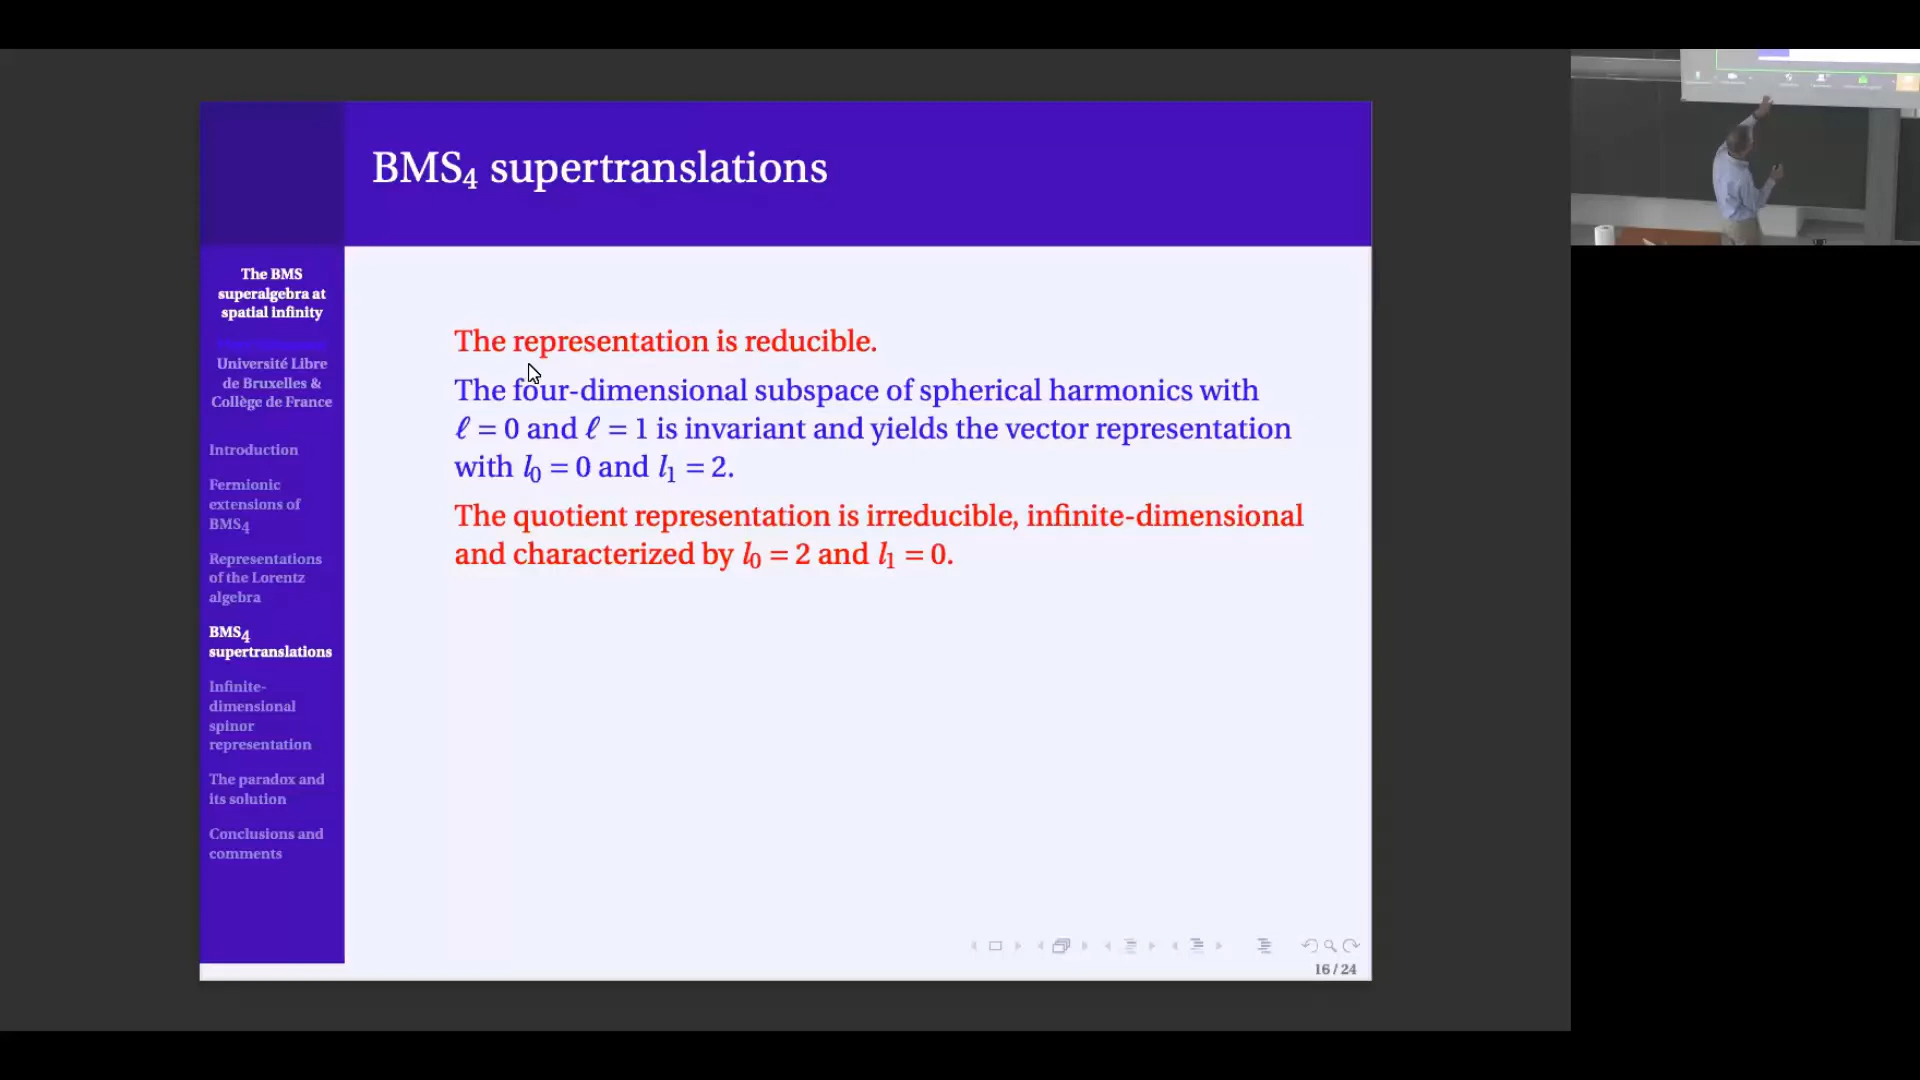 BMS₄ supertranslations
The BMS
superalgebra at
spatial infinity
Université Libre
de Bruxelles &
Collège de France
Introduction
Fermionic
extensions of
BMS₄
Representations
of the Lorentz
algebra
BMS₄
supertranslations
Infinite-
dimensional
spinor
representation
The paradox and
its solution
Conclusions and
comments
The representation is reducible.
The four-dimensional subspace of spherical harmonics with
ℓ = 0 and ℓ = 1 is invariant and yields the vector representation
with l₀ = 0 and l₁ = 2.
The quotient representation is irreducible, infinite-dimensional
and characterized by l₀ = 2 and l₁ = 0.
16 / 24